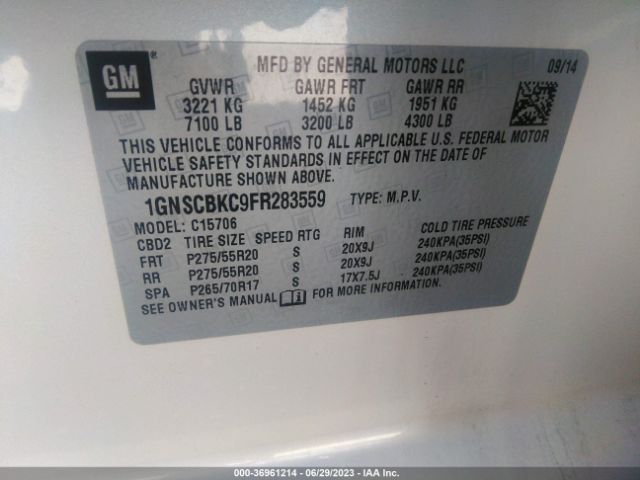 GM
®
MFD BY GENERAL MOTORS LLC 09/14
GVWR GAWR FRT GAWR RR
3221 KG 1452 KG 1951 KG
7100 LB 3200 LB 4300 LB
THIS VEHICLE CONFORMS TO ALL APPLICABLE U.S. FEDERAL MOTOR
VEHICLE SAFETY STANDARDS IN EFFECT ON THE DATE OF
MANUFACTURE SHOWN ABOVE.
1GNSCBKC9FR283559 TYPE: M.P.V.
MODEL: C15706
CBD2 TIRE SIZE SPEED RTG RIM COLD TIRE PRESSURE
FRT P275/55R20 S 20X9J 240KPA(35PSI)
RR P275/55R20 S 20X9J 240KPA(35PSI)
SPA P265/70R17 S 17X7.5J 240KPA(35PSI)
SEE OWNER'S MANUAL FOR MORE INFORMATION.
000-36961214 - 06/29/2023 - IAA Inc.